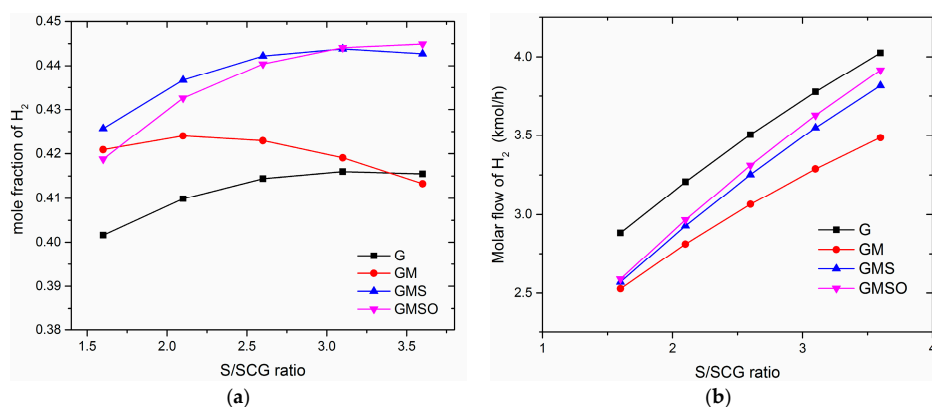 0.45
0.44
0.43
0.42
0.41
0.40
0.39
0.38
mole fraction of H2
1.5 2.0 2.5 3.0 3.5
S/SCG ratio
G
GM
GMS
GMSO
(a)
4.0
3.5
3.0
2.5
Molar flow of H2 (kmol/h)
1 2 3 4
S/SCG ratio
G
GM
GMS
GMSO
(b)